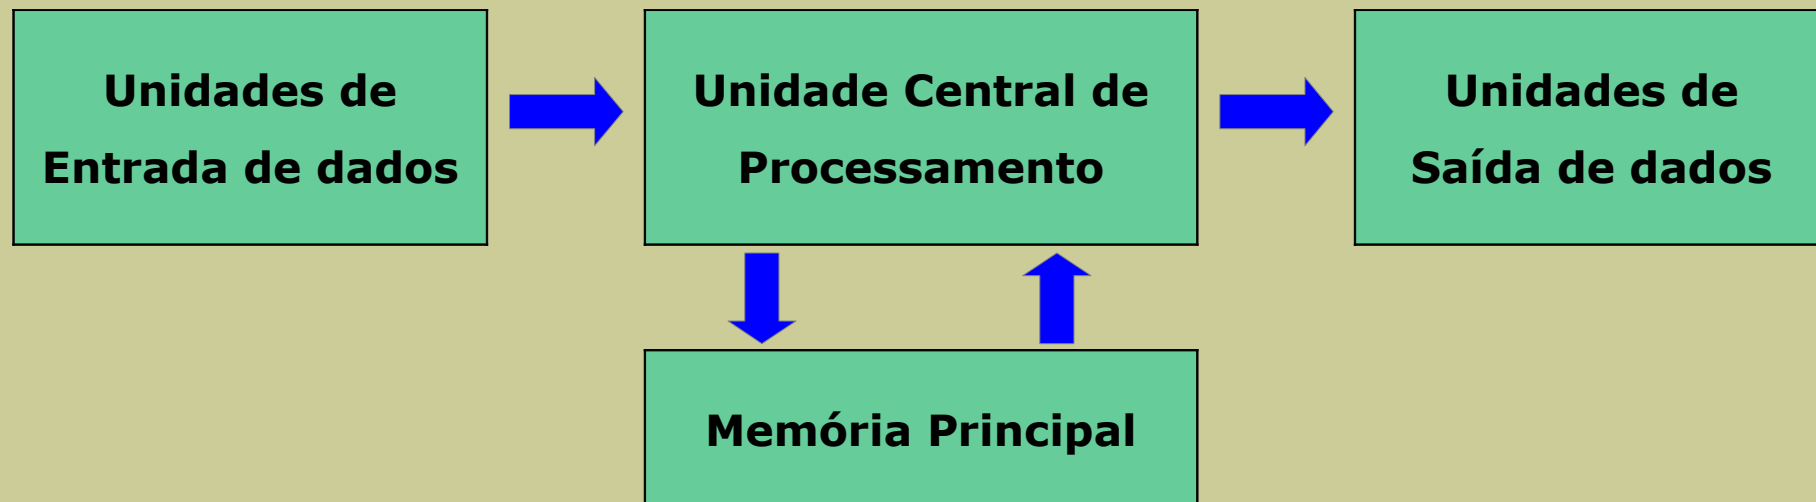 Unidades de
Entrada de dados
Unidade Central de
Processamento
Unidades de
Saída de dados
Memória Principal